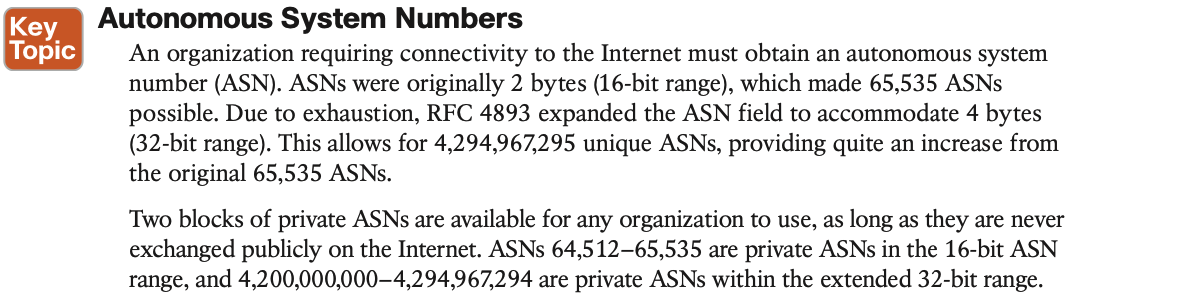 Key
Topic
Autonomous System Numbers
An organization requiring connectivity to the Internet must obtain an autonomous system
number (ASN). ASNs were originally 2 bytes (16-bit range), which made 65,535 ASNs
possible. Due to exhaustion, RFC 4893 expanded the ASN field to accommodate 4 bytes
(32-bit range). This allows for 4,294,967,295 unique ASNs, providing quite an increase from
the original 65,535 ASNs.
Two blocks of private ASNs are available for any organization to use, as long as they are never
exchanged publicly on the Internet. ASNs 64,512–65,535 are private ASNs in the 16-bit ASN
range, and 4,200,000,000–4,294,967,294 are private ASNs within the extended 32-bit range.